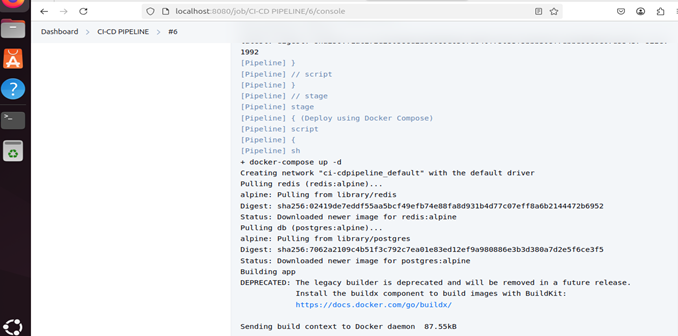 localhost:8080/job/CI-CD PIPELINE/6/console
Dashboard > CI-CD PIPELINE > #6
1992
[Pipeline] }
[Pipeline] // script
[Pipeline] }
[Pipeline] // stage
[Pipeline] stage
[Pipeline] { (Deploy using Docker Compose)
[Pipeline] script
[Pipeline] {
[Pipeline] sh
+ docker-compose up -d
Creating network "ci-cdpipeline_default" with the default driver
Pulling redis (redis:alpine)...
alpine: Pulling from library/redis
Digest: sha256:02419de7eddf55aa5bcf49efb74e88fa8d931b4d77c07eff8a6b2144472b6952
Status: Downloaded newer image for redis:alpine
Pulling db (postgres:alpine)...
alpine: Pulling from library/postgres
Digest: sha256:7062a2109c4b51f3c792c7ea01e83ed12ef9a980886e3b3d380a7d2e5f6ce3f5
Status: Downloaded newer image for postgres:alpine
Building app
DEPRECATED: The legacy builder is deprecated and will be removed in a future release.
Install the buildx component to build images with BuildKit:
https://docs.docker.com/go/buildx/
Sending build context to Docker daemon  87.55kB